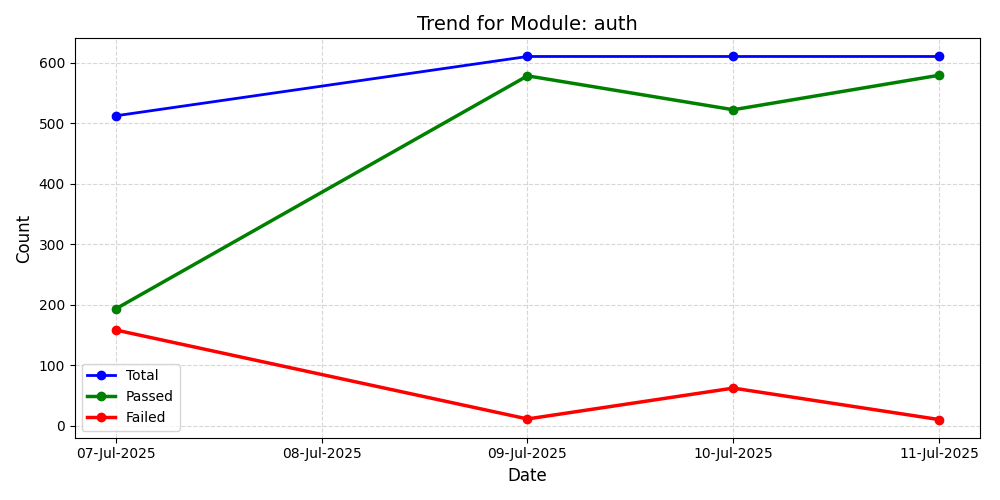 Trend for Module: auth
Count
600
500
400
300
200
100
0
Total
Passed
Failed
07-Jul-2025 08-Jul-2025 09-Jul-2025 10-Jul-2025 11-Jul-2025
Date